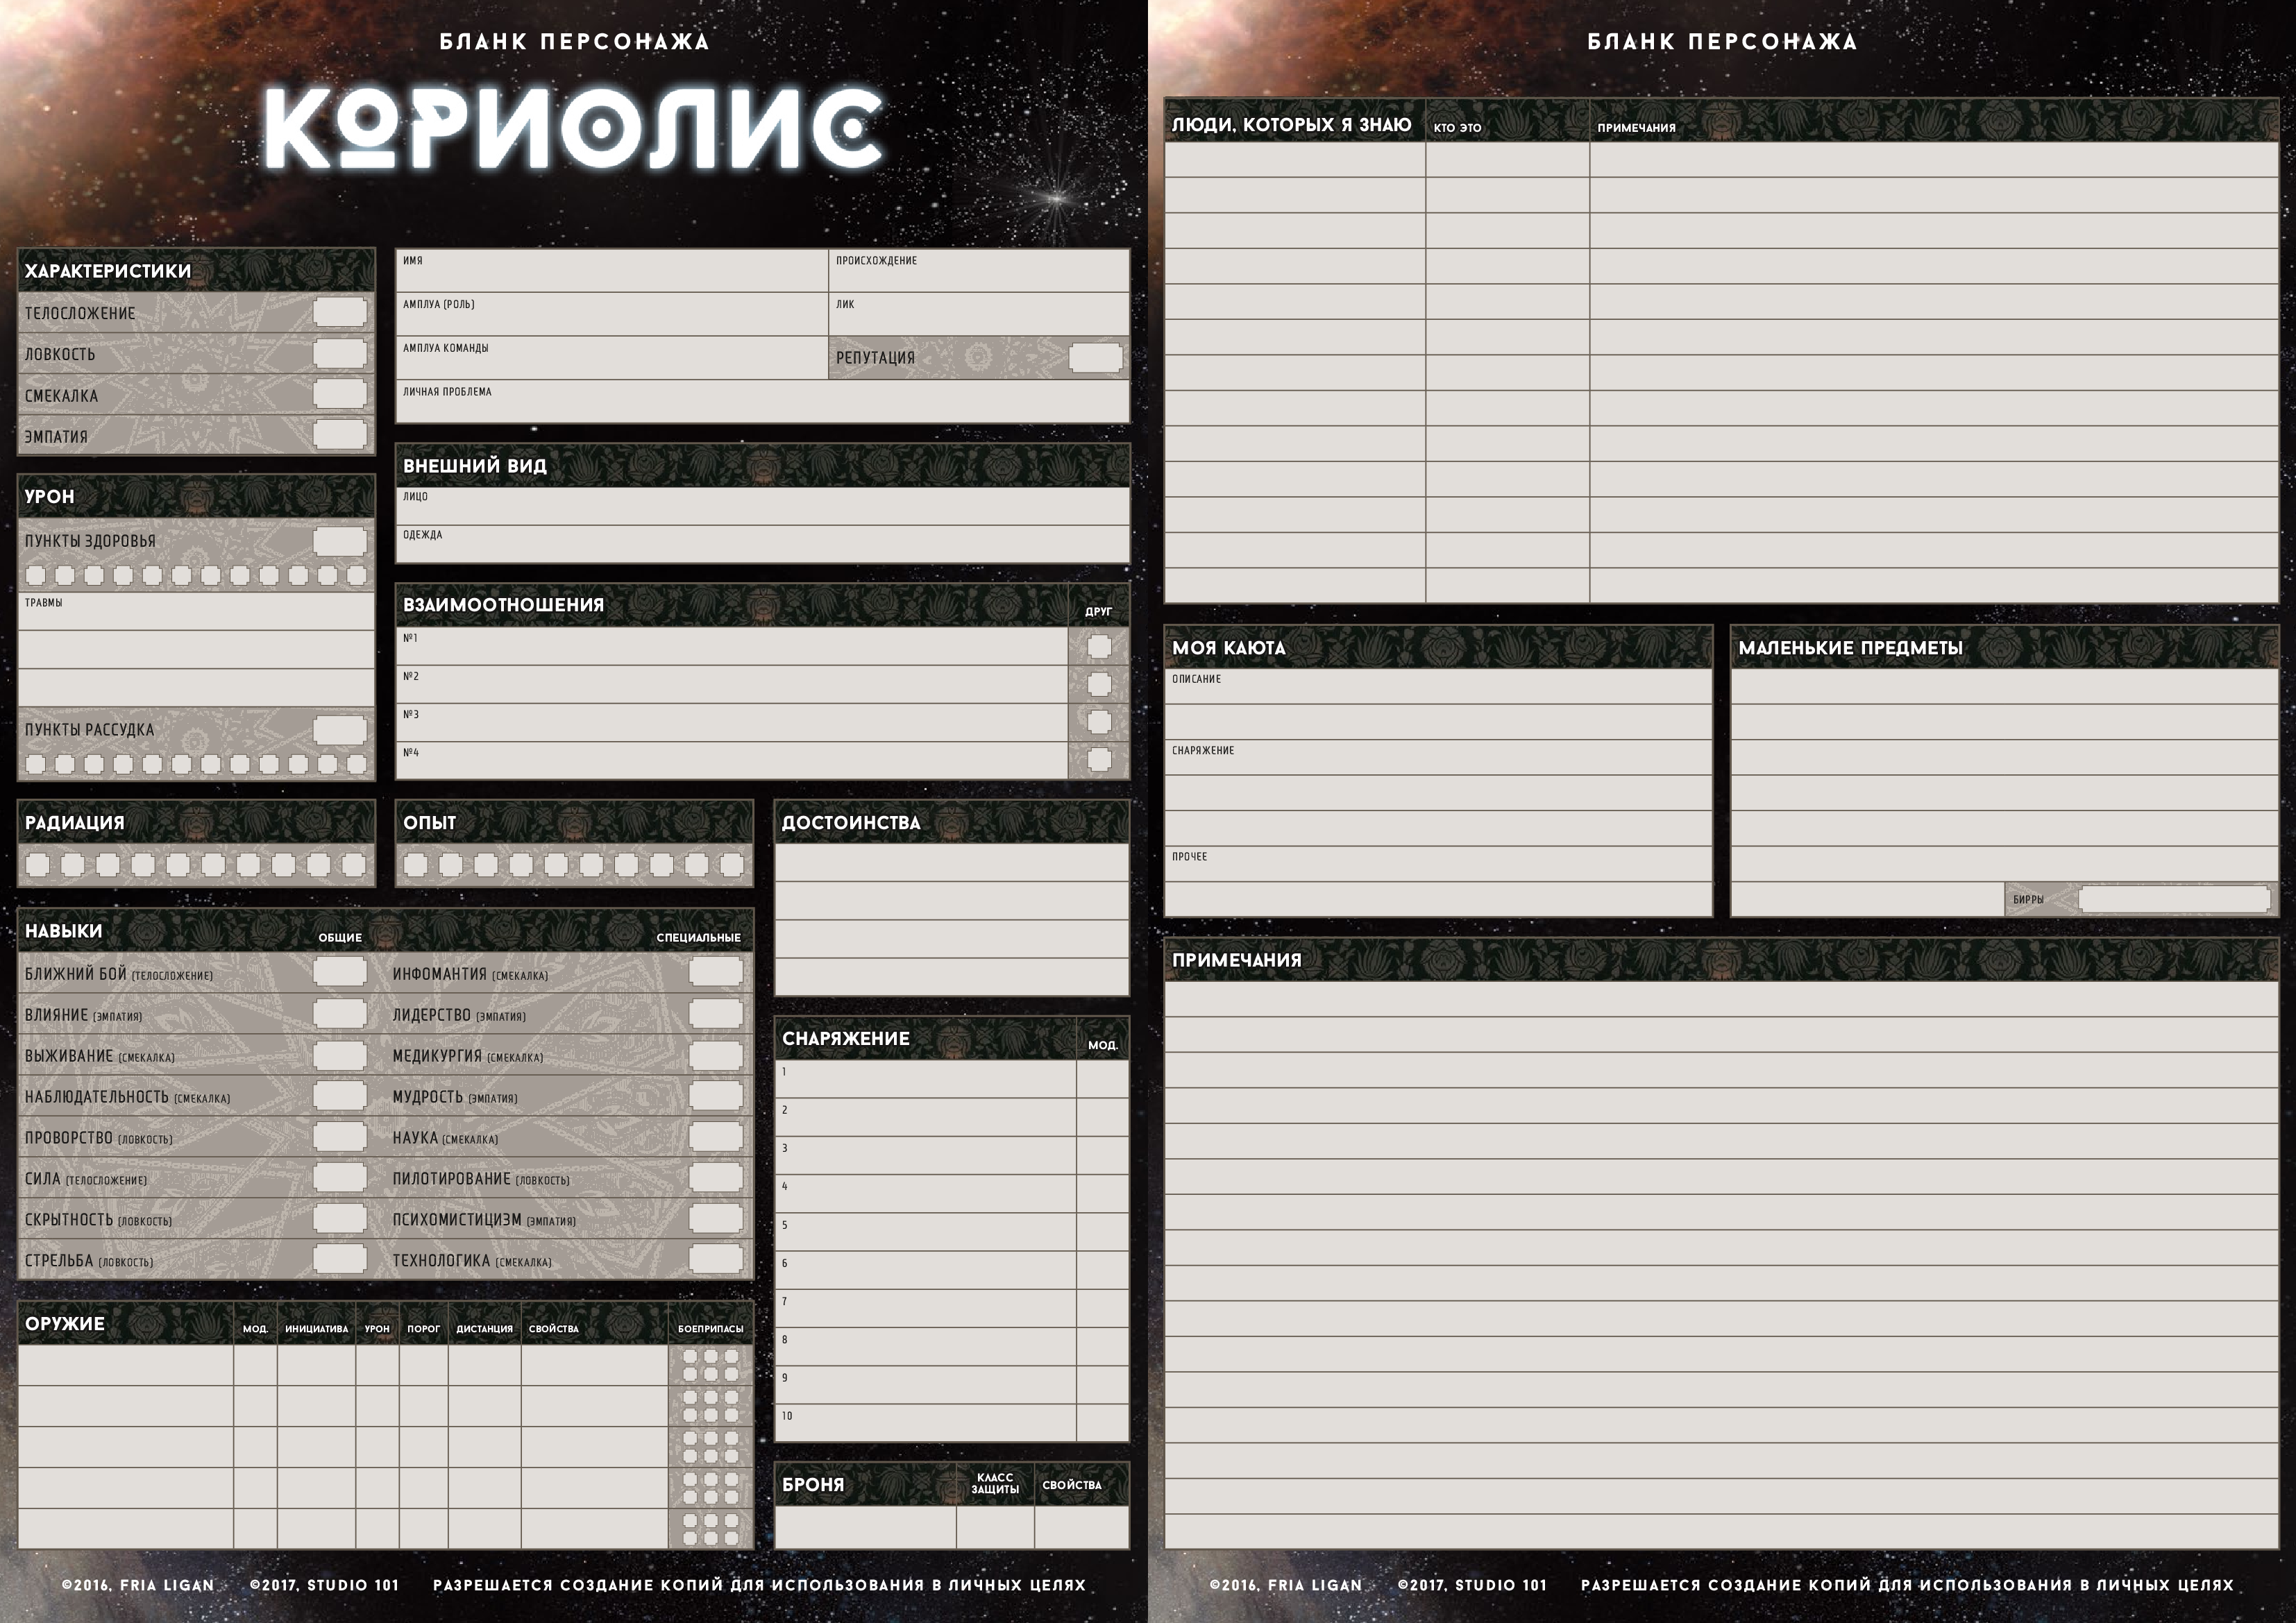 БЛАНК ПЕРСОНАЖА
КОРИОЛИС
ХАРАКТЕРИСТИКИ
ТЕЛОСЛОЖЕНИЕ
ЛОВКОСТЬ
СМЕКАЛКА
ЭМПАТИЯ
ИМЯ
ПРОИСХОЖДЕНИЕ
АМПЛУА (РОЛЬ)
ЛИК
АМПЛУА КОМАНДЫ
РЕПУТАЦИЯ
ЛИЧНАЯ ПРОБЛЕМА
УРОН
ПУНКТЫ ЗДОРОВЬЯ
ТРАВМЫ
ПУНКТЫ РАССУДКА
ВНЕШНИЙ ВИД
ЛИЦО
ОДЕЖДА
ВЗАИМООТНОШЕНИЯ
ДРУГ
№1
№2
№3
№4
РАДИАЦИЯ
ОПЫТ
ДОСТОИНСТВА
НАВЫКИ ОБЩИЕ СПЕЦИАЛЬНЫЕ
БЛИЖНИЙ БОЙ (ТЕЛОСЛОЖЕНИЕ) ИНФОМАНТИЯ (СМЕКАЛКА)
ВЛИЯНИЕ (ЭМПАТИЯ) ЛИДЕРСТВО (ЭМПАТИЯ)
ВЫЖИВАНИЕ (СМЕКАЛКА) МЕДИКУРГИЯ (СМЕКАЛКА)
НАБЛЮДАТЕЛЬНОСТЬ (СМЕКАЛКА) МУДРОСТЬ (ЭМПАТИЯ)
ПРОВОРСТВО (ЛОВКОСТЬ) НАУКА (СМЕКАЛКА)
СИЛА (ТЕЛОСЛОЖЕНИЕ) ПИЛОТИРОВАНИЕ (ЛОВКОСТЬ)
СКРЫТНОСТЬ (ЛОВКОСТЬ) ПСИХОМИСТИЦИЗМ (ЭМПАТИЯ)
СТРЕЛЬБА (ЛОВКОСТЬ) ТЕХНОЛОГИКА (СМЕКАЛКА)
СНАРЯЖЕНИЕ МОД.
1
2
3
4
5
6
7
8
9
10
ОРУЖИЕ МОД. ИНИЦИАТИВА УРОН ПОРОГ ДИСТАНЦИЯ СВОЙСТВА БОЕПРИПАСЫ
БРОНЯ КЛАСС ЗАЩИТЫ СВОЙСТВА
©2016, FRIA LIGAN ©2017, STUDIO 101 РАЗРЕШАЕТСЯ СОЗДАНИЕ КОПИЙ ДЛЯ ИСПОЛЬЗОВАНИЯ В ЛИЧНЫХ ЦЕЛЯХ
БЛАНК ПЕРСОНАЖА
ЛЮДИ, КОТОРЫХ Я ЗНАЮ КТО ЭТО ПРИМЕЧАНИЯ
МОЯ КАЮТА
ОПИСАНИЕ
СНАРЯЖЕНИЕ
ПРОЧЕЕ
МАЛЕНЬКИЕ ПРЕДМЕТЫ
БИРРЫ
ПРИМЕЧАНИЯ
©2016, FRIA LIGAN ©2017, STUDIO 101 РАЗРЕШАЕТСЯ СОЗДАНИЕ КОПИЙ ДЛЯ ИСПОЛЬЗОВАНИЯ В ЛИЧНЫХ ЦЕЛЯХ